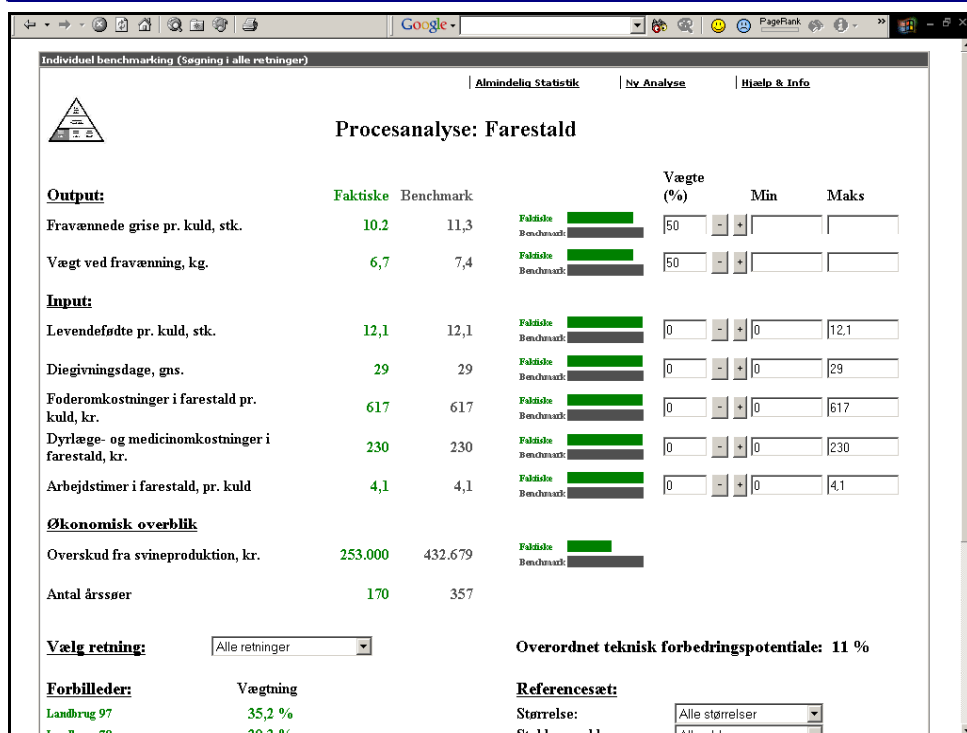 Google
PageRank
Individuel benchmarking (Søgning i alle retninger)
Almindelig Statistik Ny Analyse Hjælp & Info
Procesanalyse: Farestald
Vægte
Output: Faktiske Benchmark (%) Min Maks
Fravænnede grise pr. kuld, stk. 10.2 11,3 Faktiske Benchmark 50 - +
Vægt ved fravænning, kg. 6,7 7,4 Faktiske Benchmark 50 - +
Input:
Levendefødte pr. kuld, stk. 12,1 12,1 Faktiske Benchmark 0 - + 0 12,1
Diegivningsdage, gns. 29 29 Faktiske Benchmark 0 - + 0 29
Foderomkostninger i farestald pr.
kuld, kr. 617 617 Faktiske Benchmark 0 - + 0 617
Dyrlæge- og medicinomkostninger i
farestald, kr. 230 230 Faktiske Benchmark 0 - + 0 230
Arbejdstimer i farestald, pr. kuld 4,1 4,1 Faktiske Benchmark 0 - + 0 4,1
Økonomisk overblik
Overskud fra svineproduktion, kr. 253.000 432.679 Faktiske Benchmark
Antal årssøer 170 357
Vælg retning: Alle retninger Overordnet teknisk forbedringspotentiale: 11 %
Forbilleder: Vægtning Referencesæt:
Landbrug 97 35,2 % Størrelse: Alle størrelser